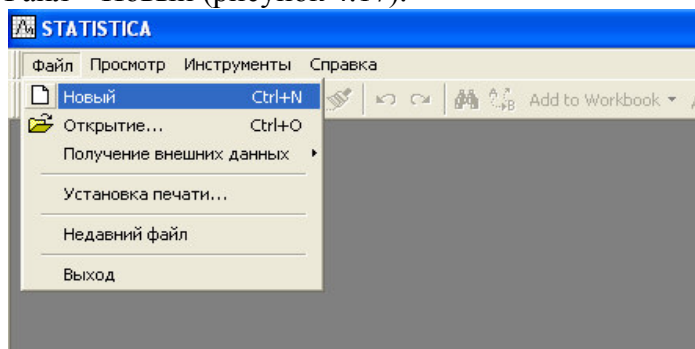 Файл – Новый (рисунок 4.17).
STATISTICA
Файл Просмотр Инструменты Справка
Новый Ctrl+N Add to Workbook
Открытие... Ctrl+O
Получение внешних данных
Установка печати...
Недавний файл
Выход